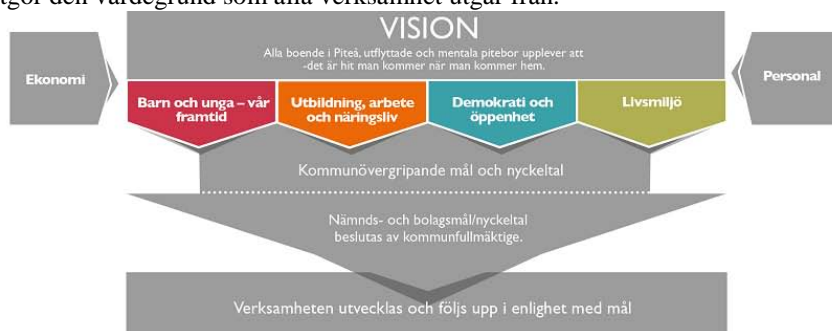 tgör den värdegrund som alla verksamhet utgår från.
VISION
Alla boende i Piteå, utflyttade och mentala pitebor upplever att
-det är hit man kommer när man kommer hem.
Ekonomi
Personal
Barn och unga – vår
framtid
Utbildning, arbete
och näringsliv
Demokrati och
öppenhet
Livsmiljö
Kommunövergripande mål och nyckeltal
Nämnds- och bolagsmål/nyckeltal
beslutas av kommunfullmäktige.
Verksamheten utvecklas och följs upp i enlighet med mål